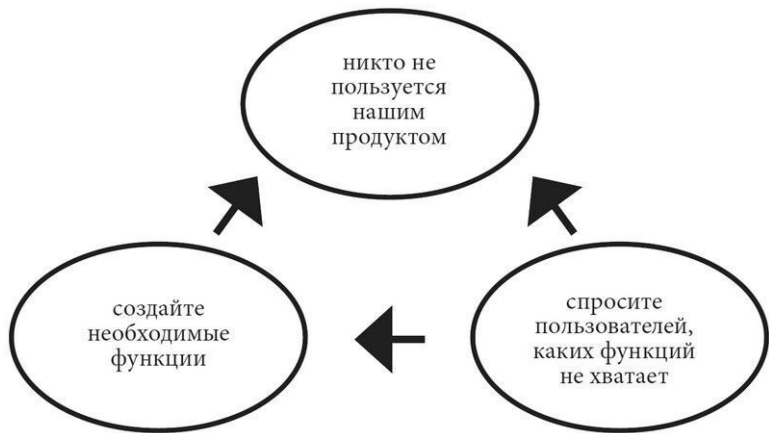 никто не
пользуется
нашим
продуктом
создайте
необходимые
функции
спросите
пользователей,
каких функций
не хватает